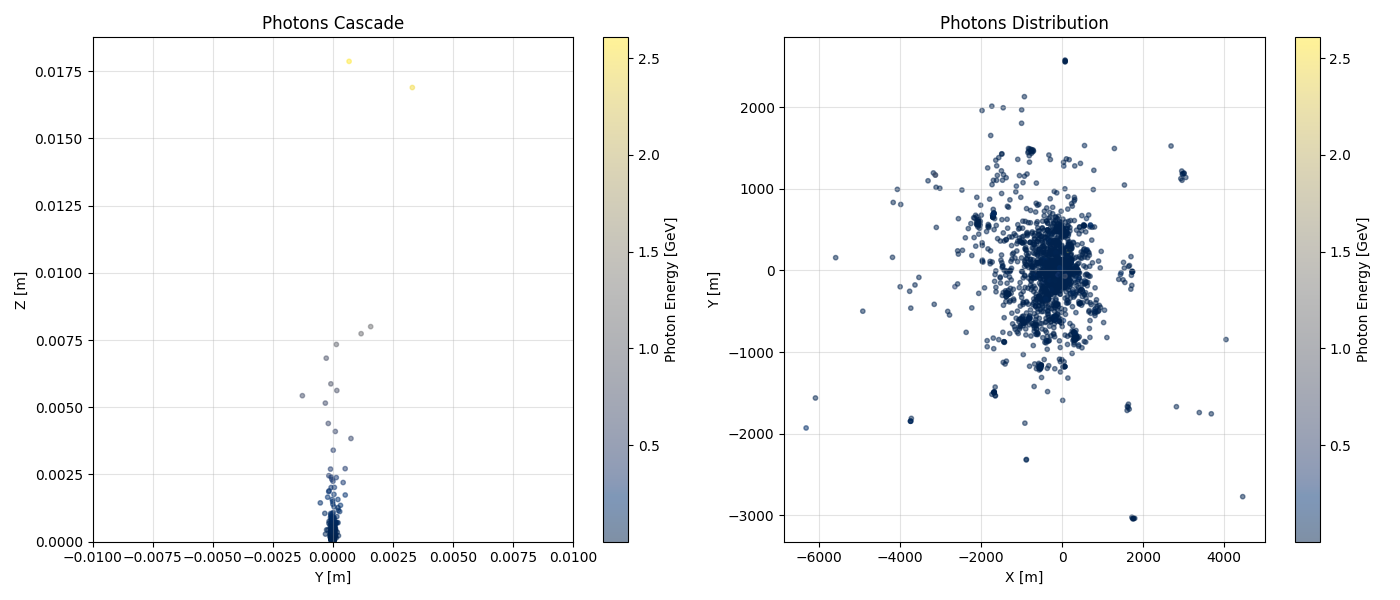 Photons Cascade
0.0175
0.0150
0.0125
0.0100
0.0075
0.0050
0.0025
0.0000
Z [m]
−0.0100 −0.0075 −0.0050 −0.0025 0.0000 0.0025 0.0050 0.0075 0.0100
Y [m]
2.5
2.0
1.5
1.0
0.5
Photon Energy [GeV]
Photons Distribution
2000
1000
0
−1000
−2000
−3000
Y [m]
−6000 −4000 −2000 0 2000 4000
X [m]
2.5
2.0
1.5
1.0
0.5
Photon Energy [GeV]